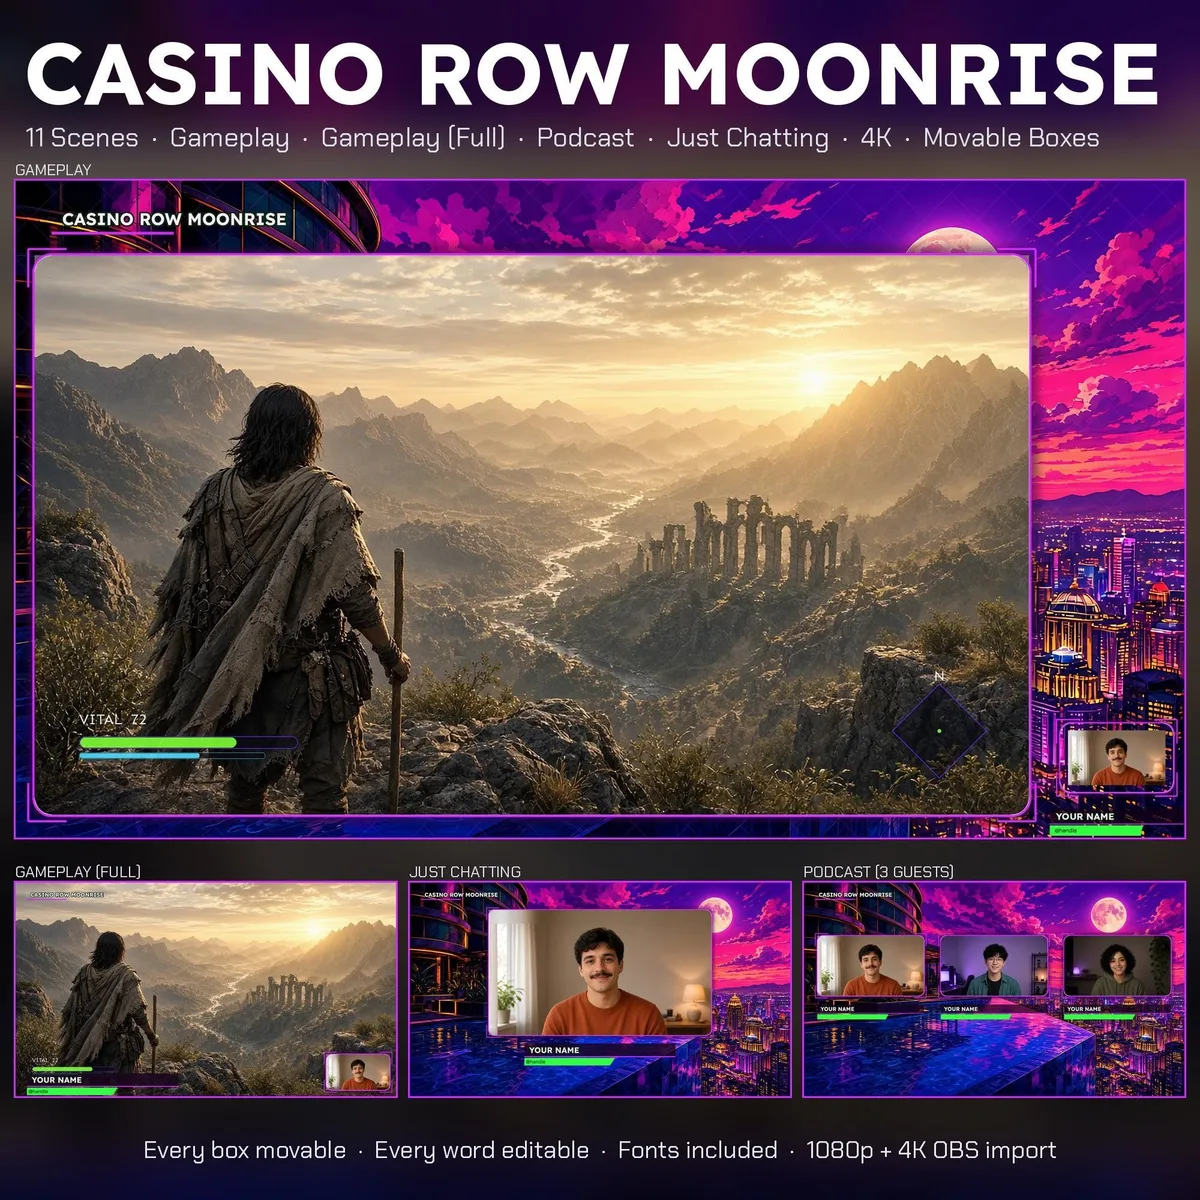 CASINO ROW MOONRISE
11 Scenes · Gameplay · Gameplay (Full) · Podcast · Just Chatting · 4K · Movable Boxes
GAMEPLAY
CASINO ROW MOONRISE
N
VITAL 72
YOUR NAME
@handle
GAMEPLAY (FULL)
CASINO ROW MOONRISE
VITAL 72
YOUR NAME
@handle
JUST CHATTING
CASINO ROW MOONRISE
YOUR NAME
@handle
PODCAST (3 GUESTS)
CASINO ROW MOONRISE
YOUR NAME
YOUR NAME
YOUR NAME
Every box movable · Every word editable · Fonts included · 1080p + 4K OBS import